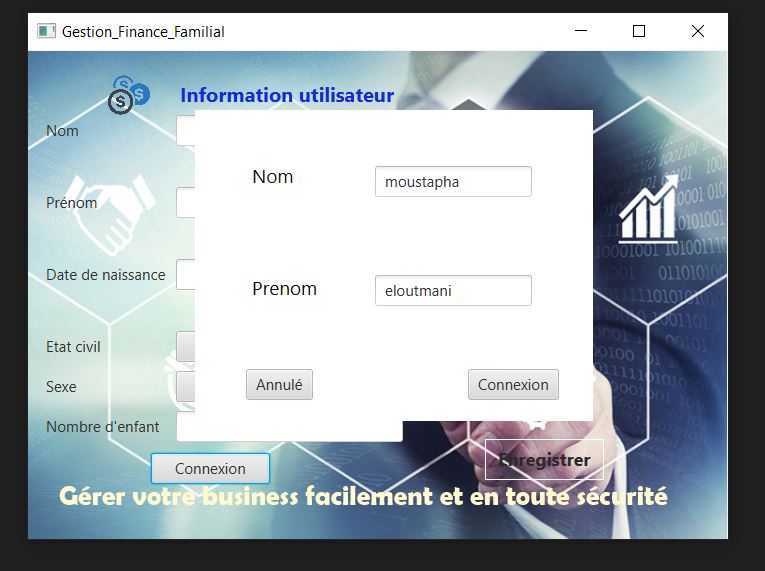 Gestion_Finance_Familial
Information utilisateur
Nom
Prénom
Date de naissance
Etat civil
Sexe
Nombre d'enfant
Nom
moustapha
Prenom
eloutmani
Annulé
Connexion
Connexion
Enregistrer
Gérer votre business facilement et en toute sécurité